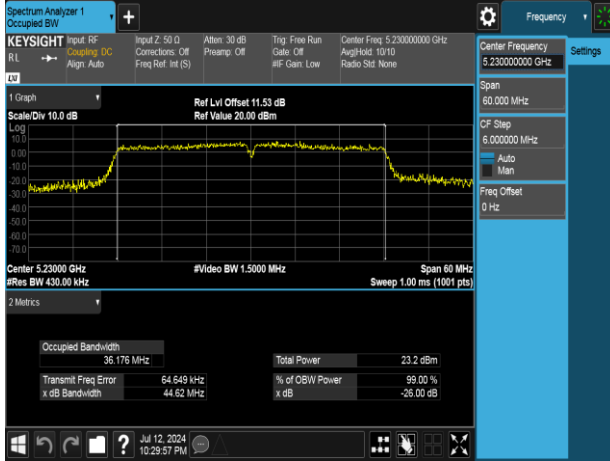 Spectrum Analyzer 1
Occupied BW
+
Frequency
KEYSIGHT
Input: RF
Coupling: DC
Align: Auto
R L
LXI
Input Z: 50 Ω
Corrections: Off
Freq Ref: Int (S)
Atten: 30 dB
Preamp: Off
Trig: Free Run
Gate: Off
#IF Gain: Low
Center Freq: 5.230000000 GHz
Avg|Hold: 10/10
Radio Std: None
Center Frequency
5.230000000 GHz
Settings
Span
60.000 MHz
CF Step
6.000000 MHz
Auto
Man
Freq Offset
0 Hz
1 Graph
Scale/Div 10.0 dB
Ref Lvl Offset 11.53 dB
Ref Value 20.00 dBm
Log
10.0
0.00
-10.0
-20.0
-30.0
-40.0
-50.0
-60.0
-70.0
Center 5.23000 GHz
#Res BW 430.00 kHz
#Video BW 1.5000 MHz
Span 60 MHz
Sweep 1.00 ms (1001 pts)
2 Metrics
Occupied Bandwidth
36.176 MHz
Total Power 23.2 dBm
Transmit Freq Error 64.649 kHz
% of OBW Power 99.00 %
x dB Bandwidth 44.62 MHz
x dB -26.00 dB
?
Jul 12, 2024
10:29:57 PM